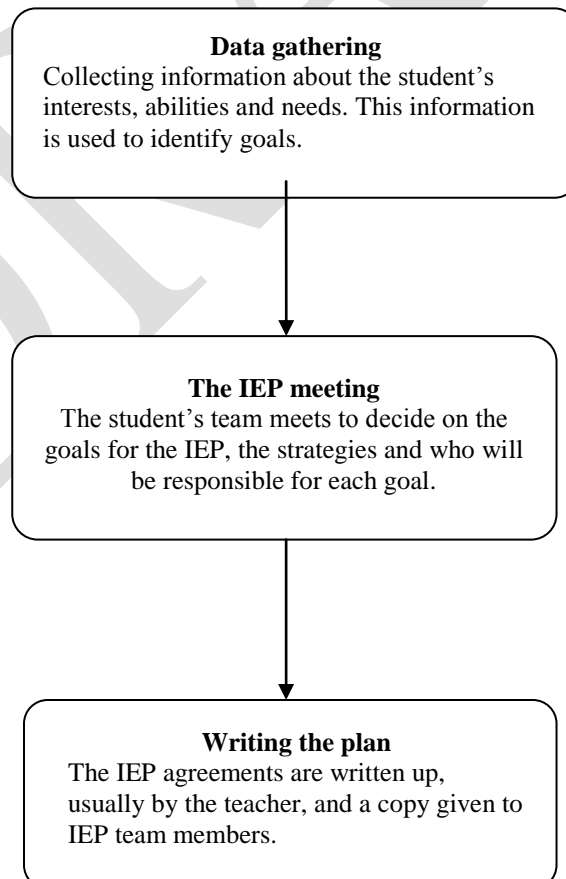 Data gathering
Collecting information about the student’s
interests, abilities and needs. This information
is used to identify goals.
The IEP meeting
The student’s team meets to decide on the
goals for the IEP, the strategies and who will
be responsible for each goal.
Writing the plan
The IEP agreements are written up,
usually by the teacher, and a copy given to
IEP team members.